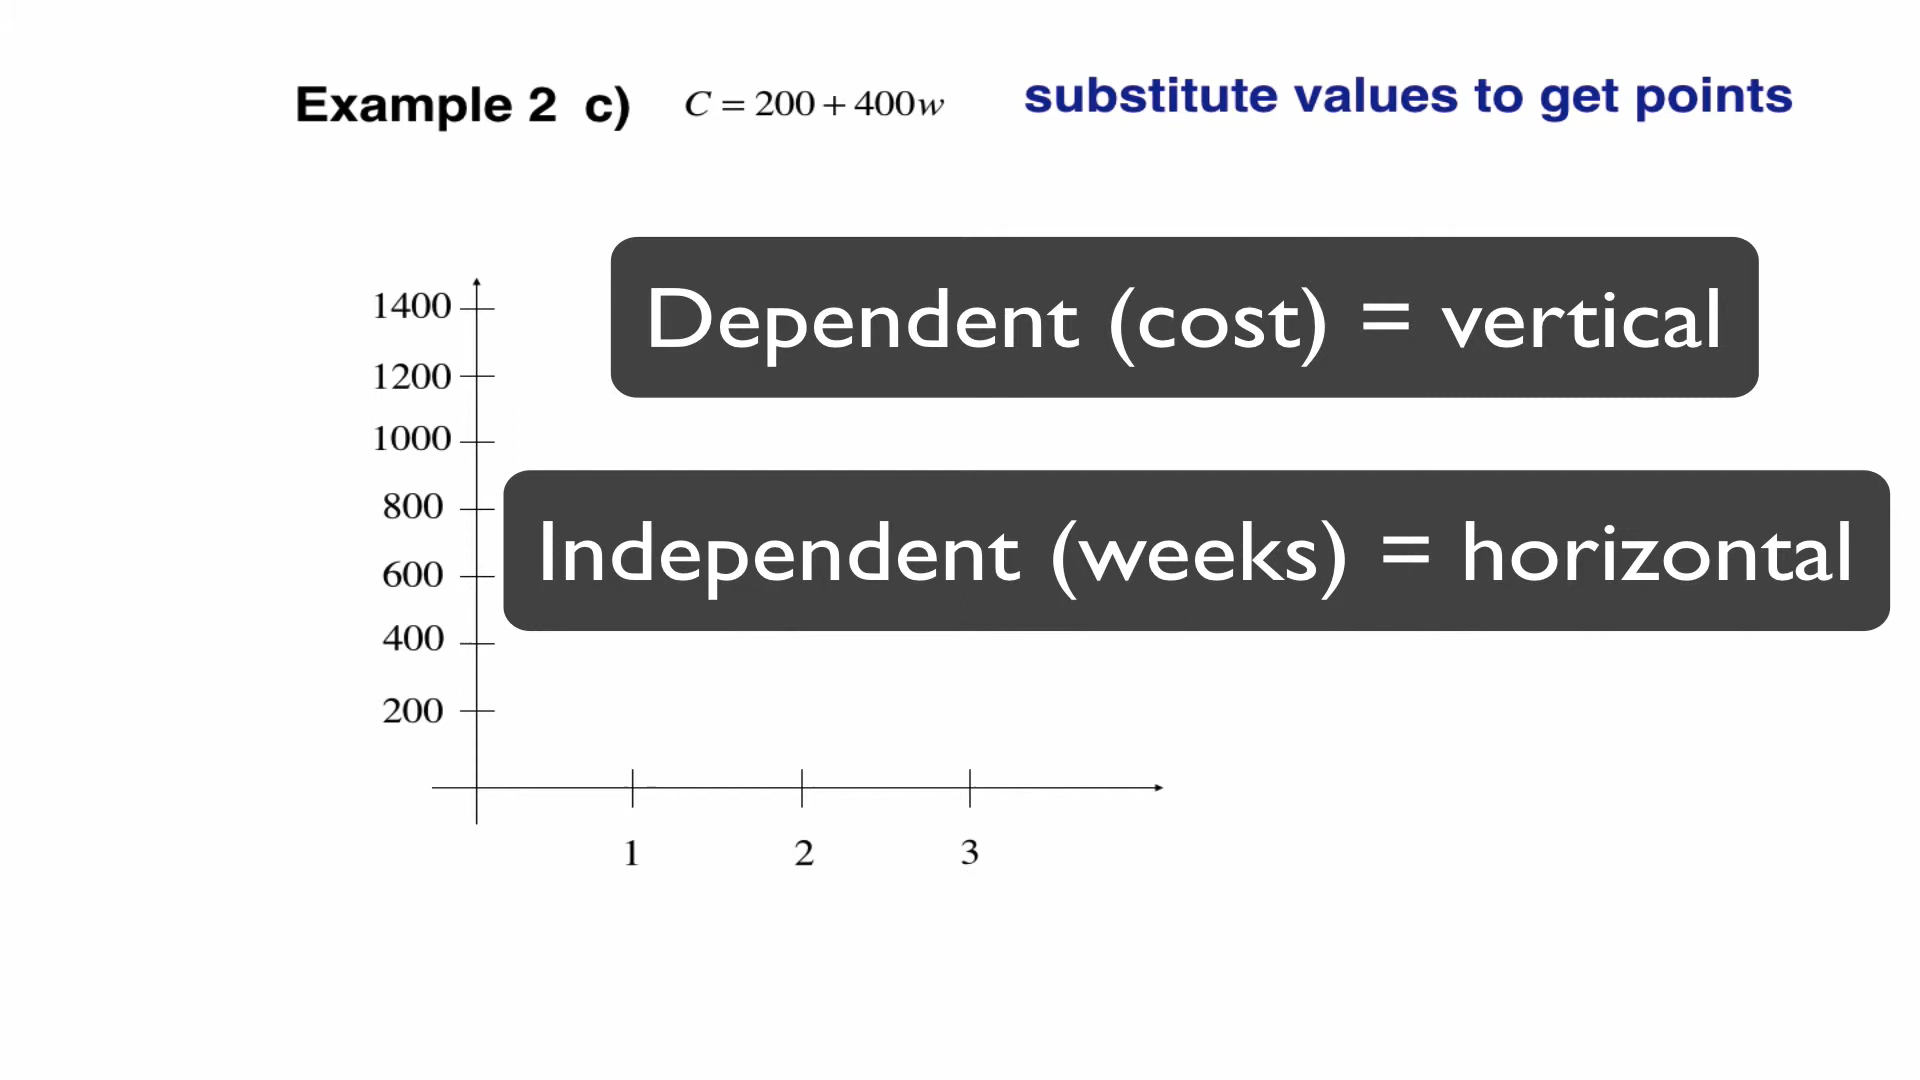 Example 2 c) C = 200 + 400w substitute values to get points
Dependent (cost) = vertical
1400
1200
1000
800
Independent (weeks) = horizontal
600
400
200
1 2 3